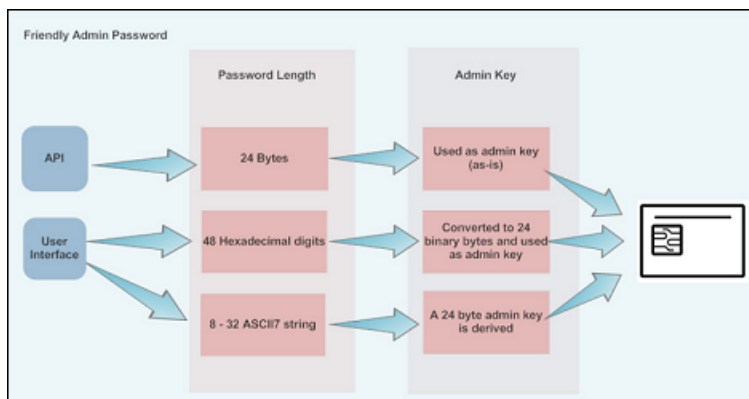 Friendly Admin Password
Password Length
Admin Key
API
24 Bytes
Used as admin key
(as-is)
User
Interface
48 Hexadecimal digits
Converted to 24
binary bytes and used
as admin key
8 - 32 ASCII7 string
A 24 byte admin key
is derived